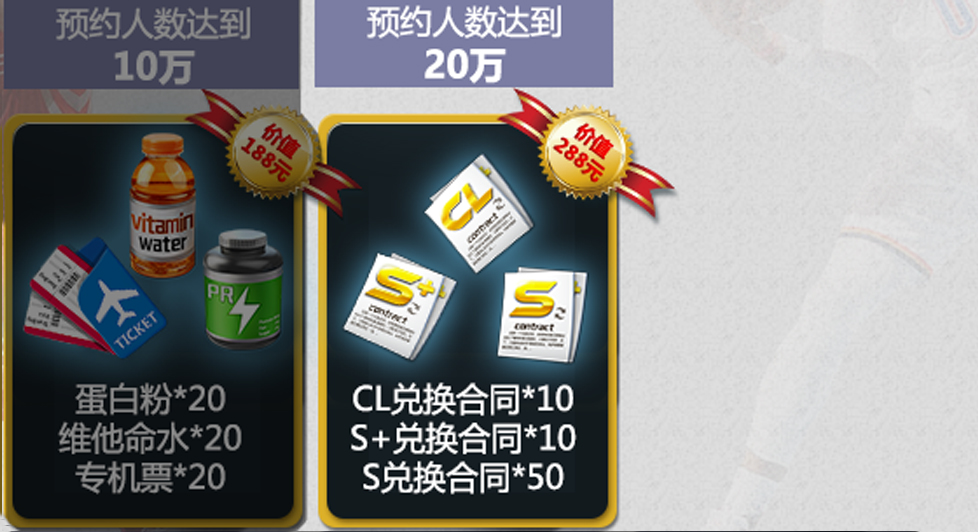 预约人数达到
10万
价值
188元
vitamin
water
PR
TICKET
蛋白粉*20
维他命水*20
专机票*20
预约人数达到
20万
价值
288元
CL
contract
S+
contract
S
contract
CL兑换合同*10
S+兑换合同*10
S兑换合同*50